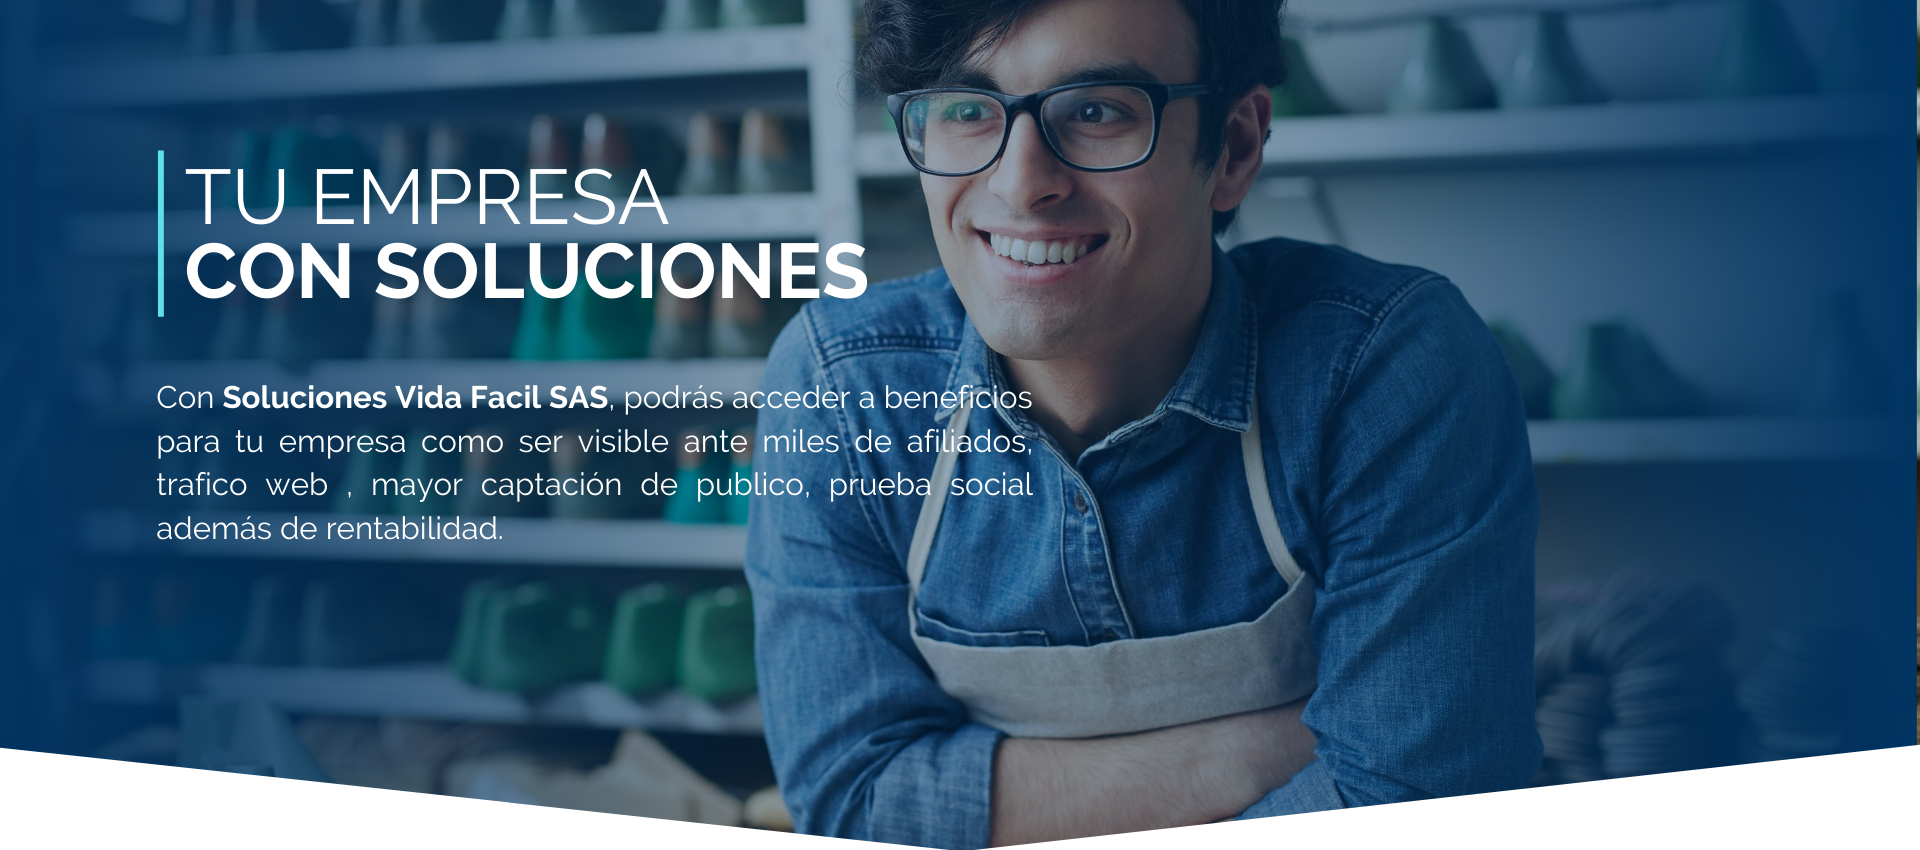 TU EMPRESA
CON SOLUCIONES
Con Soluciones Vida Facil SAS, podrás acceder a beneficios
para tu empresa como ser visible ante miles de afiliados,
trafico web , mayor captación de publico, prueba social
además de rentabilidad.